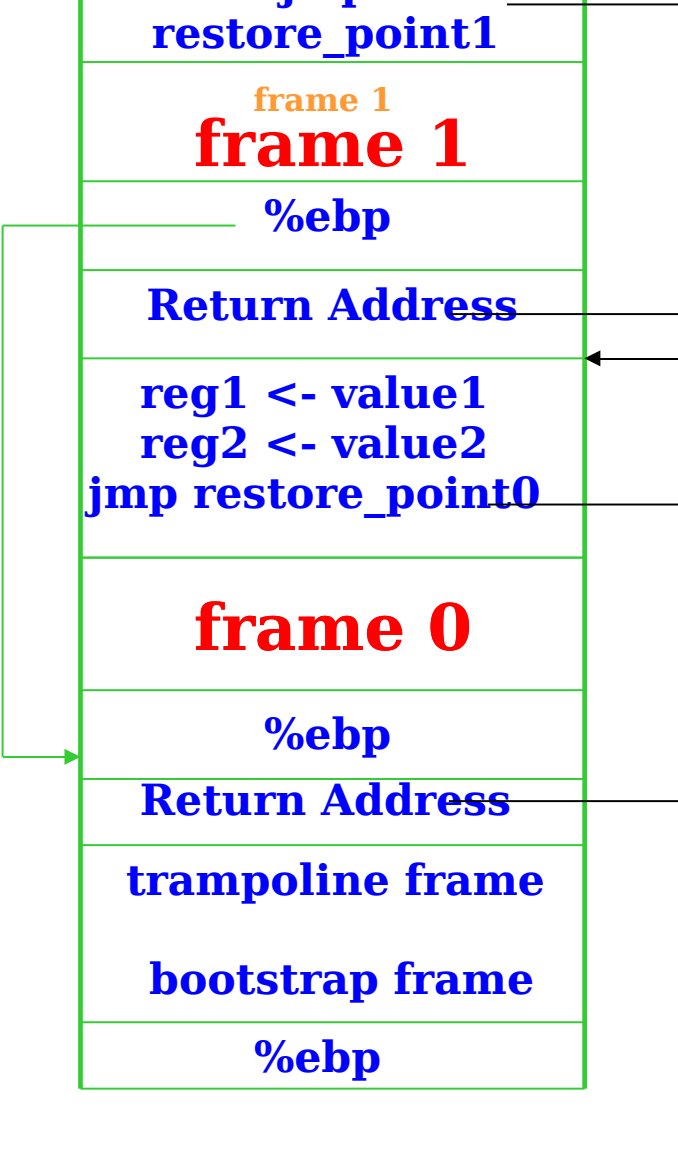 restore_point1
frame 1
frame 1
%ebp
Return Address
reg1 <- value1
reg2 <- value2
jmp restore_point0
frame 0
%ebp
Return Address
trampoline frame
bootstrap frame
%ebp